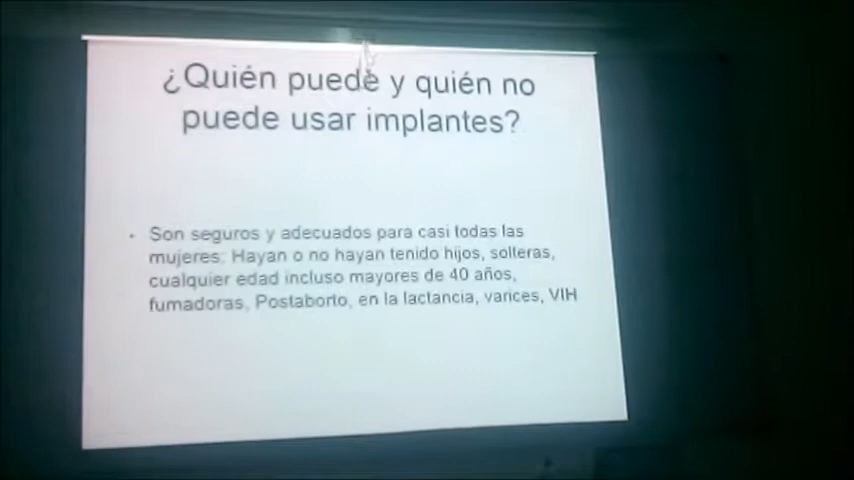 ¿Quién puede y quién no
puede usar implantes?
• Son seguros y adecuados para casi todas las
mujeres: Hayan o no hayan tenido hijos, solteras,
cualquier edad incluso mayores de 40 años,
fumadoras, Postaborto, en la lactancia, varices, VIH